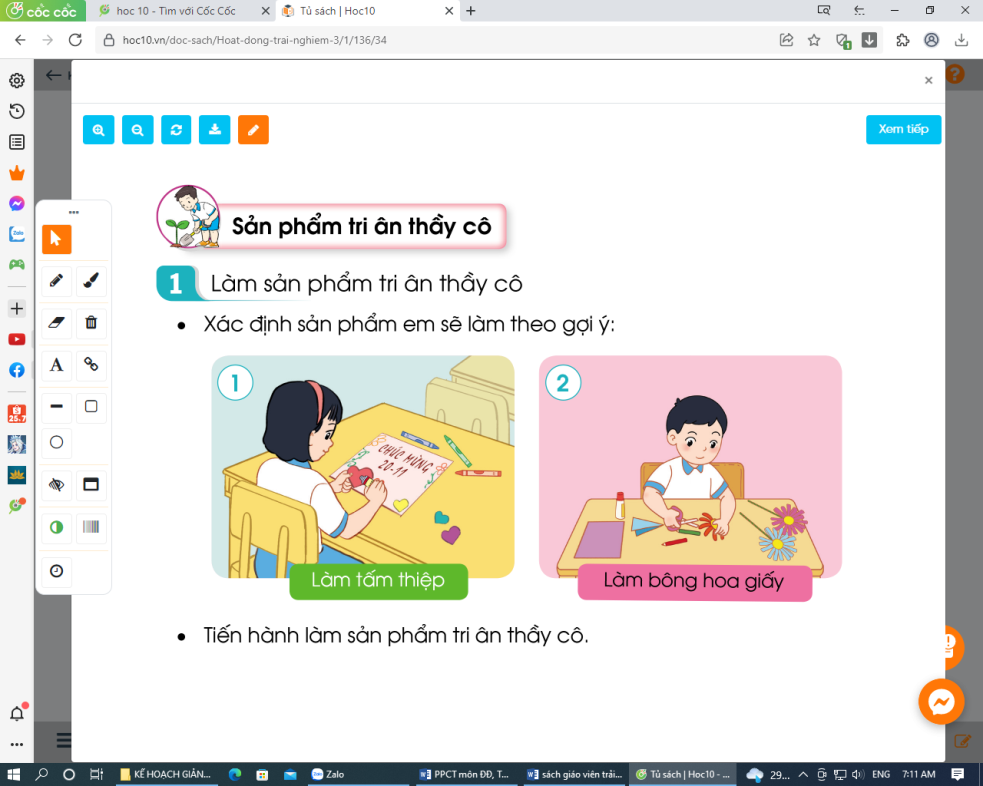 cốc cốc
hoc 10 - Tìm với Cốc Cốc
Tủ sách | Hoc10
hoc10.vn/doc-sach/Hoat-dong-trai-nghiem-3/1/136/34
Xem tiếp
Sản phẩm tri ân thầy cô
1 Làm sản phẩm tri ân thầy cô
• Xác định sản phẩm em sẽ làm theo gợi ý:
1
CHÚC MỪNG
20-11
Làm tấm thiệp
2
Làm bông hoa giấy
• Tiến hành làm sản phẩm tri ân thầy cô.
A
Zalo
25.7
KẾ HOẠCH GIẢN...
Zalo
PPCT môn ĐĐ, T...
sách giáo viên trải...
Tủ sách | Hoc10 - ...
29...
ENG
7:11 AM